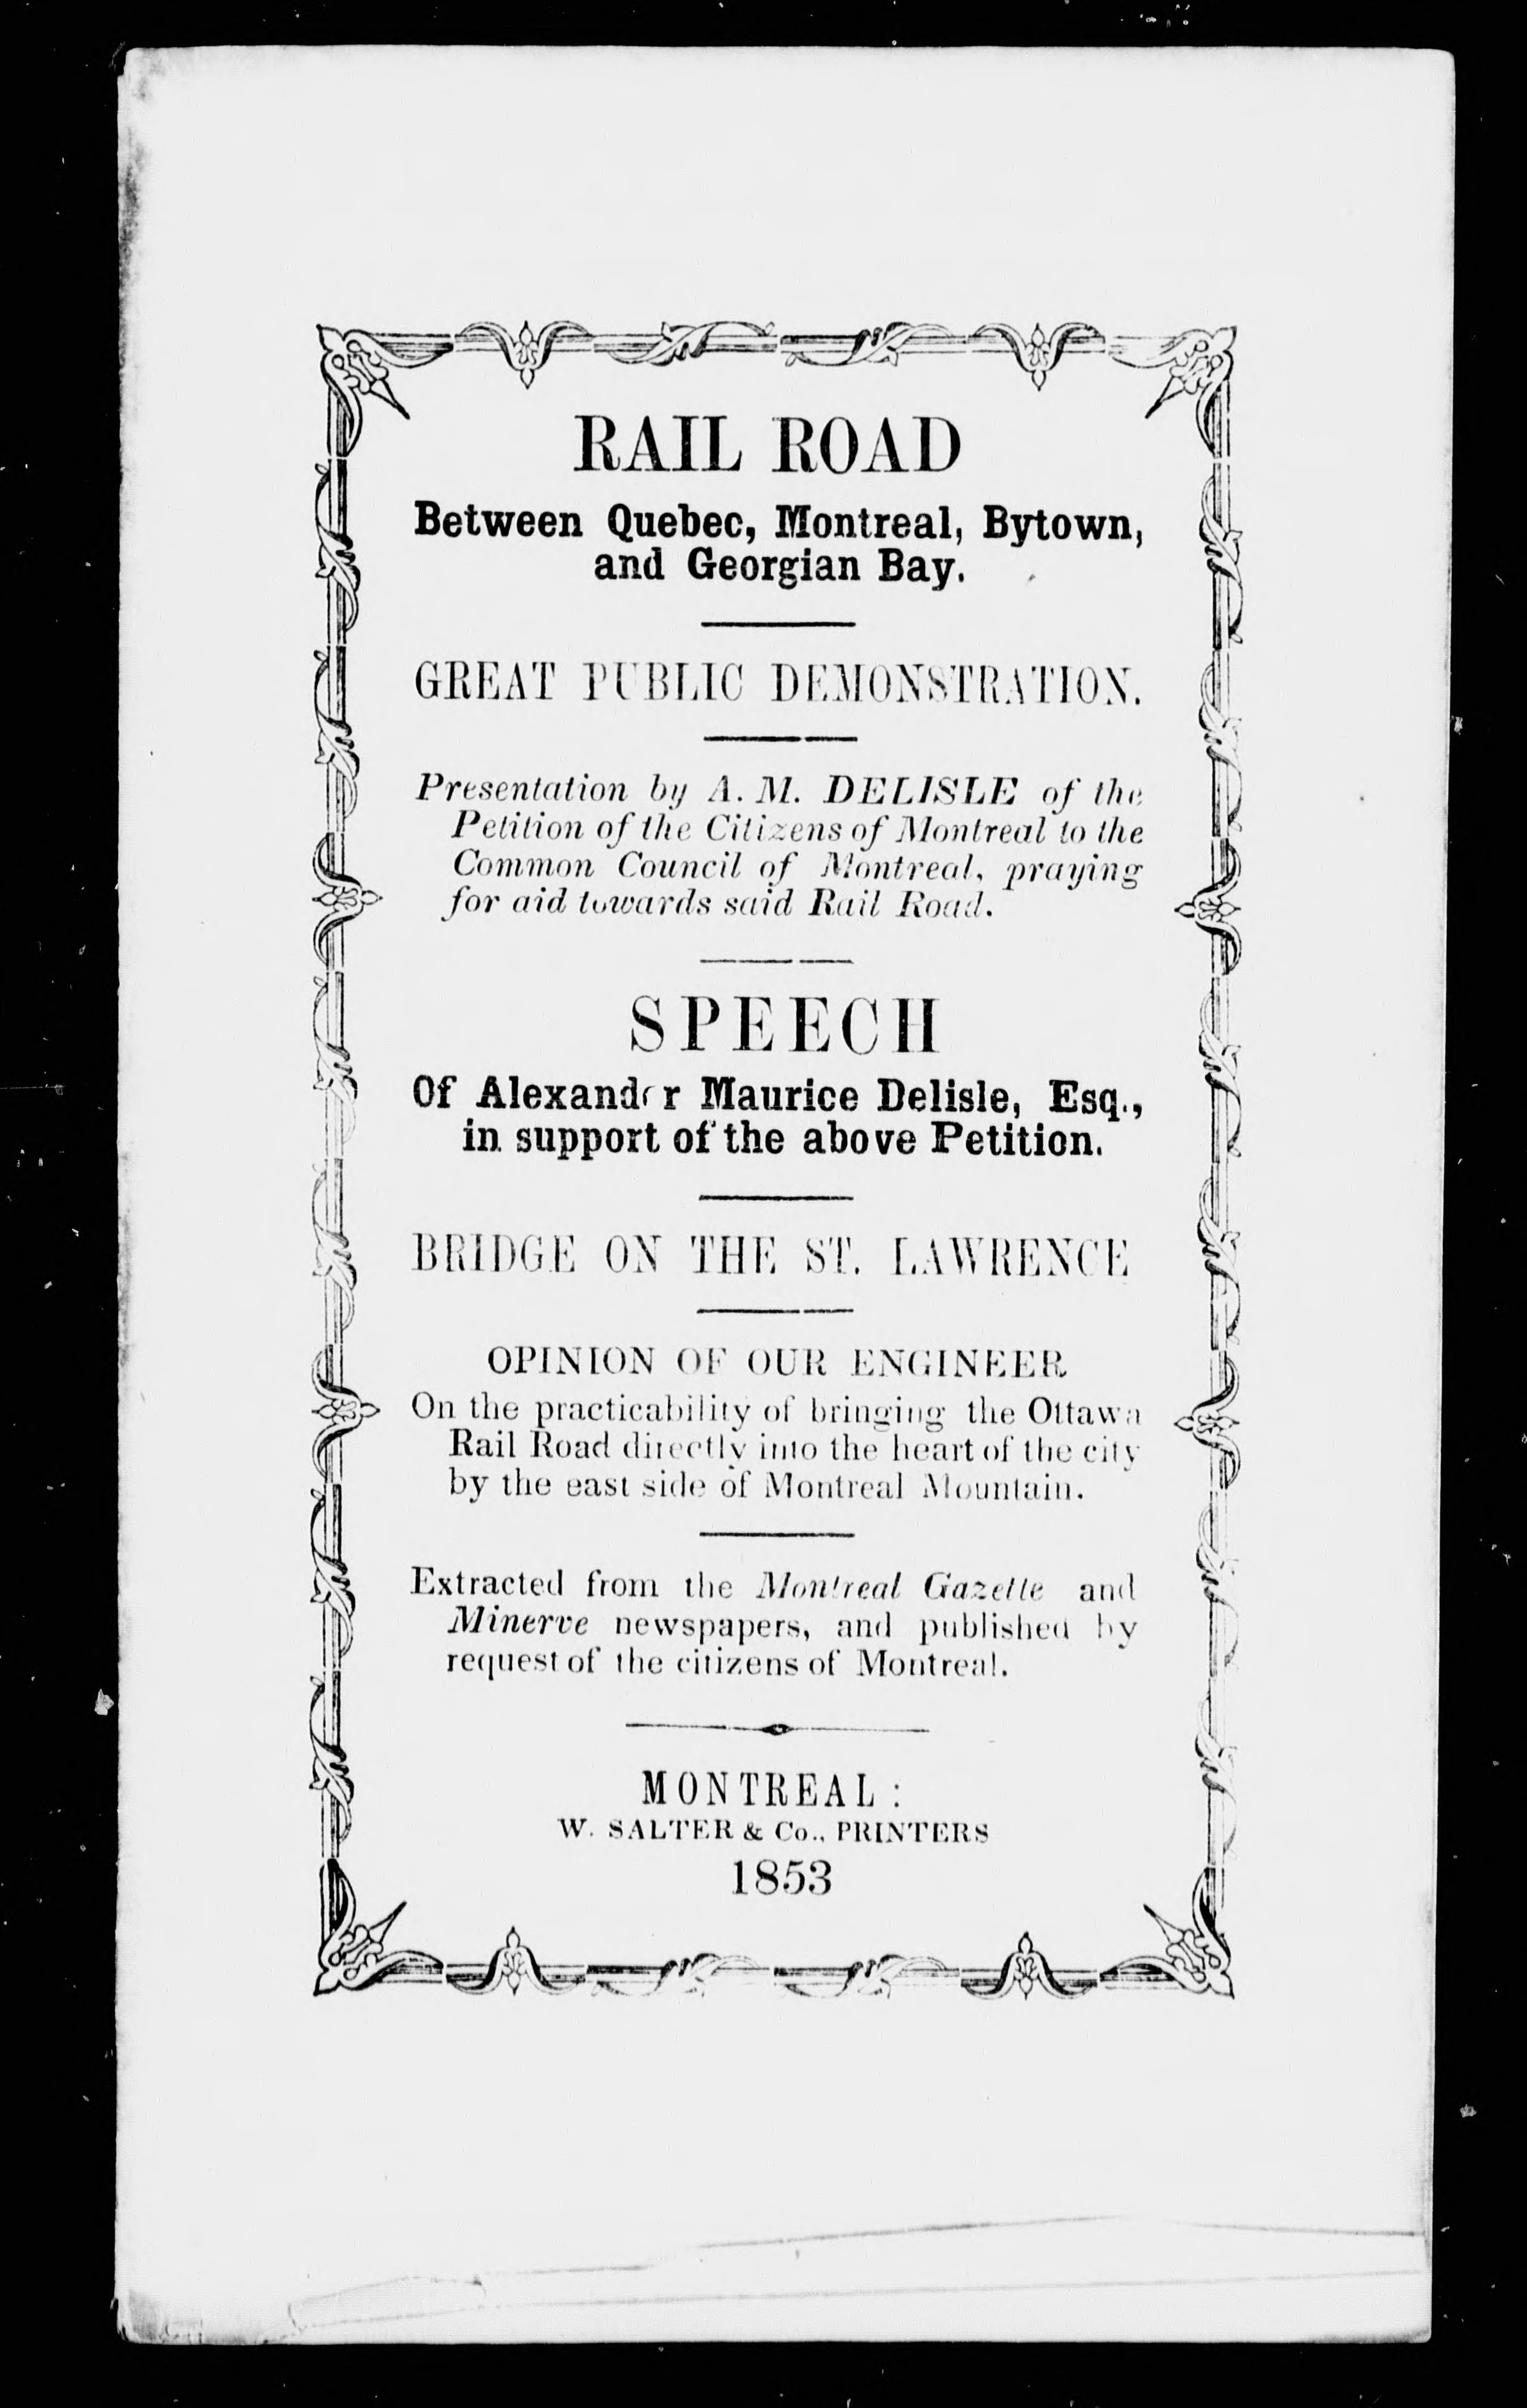 RAIL ROAD
Between Quebec, Montreal, Bytown,
and Georgian Bay.
GREAT PUBLIC DEMONSTRATION.
Presentation by A. M. DELISLE of the
Petition of the Citizens of Montreal to the
Common Council of Montreal, praying
for aid towards said Rail Road.
SPEECH
Of Alexander Maurice Delisle, Esq.,
in support of the above Petition.
BRIDGE ON THE ST. LAWRENCE
OPINION OF OUR ENGINEER
On the practicability of bringing the Ottawa
Rail Road directly into the heart of the city
by the east side of Montreal Mountain.
Extracted from the Montreal Gazette and
Minerve newspapers, and published by
request of the citizens of Montreal.
MONTREAL :
W. SALTER & Co., PRINTERS
1853